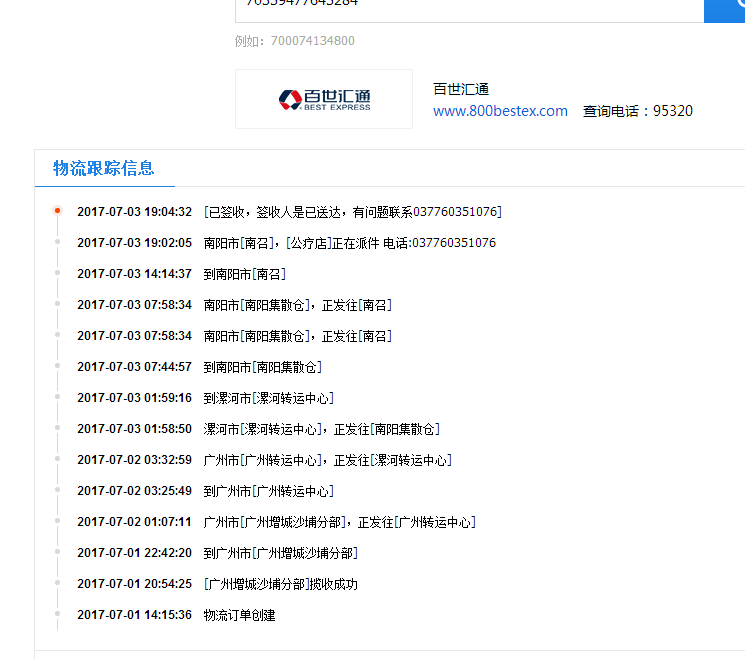 例如：700074134800
百世汇通
BEST EXPRESS
百世汇通
www.800bestex.com 查询电话：95320
物流跟踪信息
2017-07-03 19:04:32 [已签收，签收人是已送达，有问题联系037760351076]
2017-07-03 19:02:05 南阳市[南召]，[公疗店]正在派件 电话:037760351076
2017-07-03 14:14:37 到南阳市[南召]
2017-07-03 07:58:34 南阳市[南阳集散仓]，正发往[南召]
2017-07-03 07:58:34 南阳市[南阳集散仓]，正发往[南召]
2017-07-03 07:44:57 到南阳市[南阳集散仓]
2017-07-03 01:59:16 到漯河市[漯河转运中心]
2017-07-03 01:58:50 漯河市[漯河转运中心]，正发往[南阳集散仓]
2017-07-02 03:32:59 广州市[广州转运中心]，正发往[漯河转运中心]
2017-07-02 03:25:49 到广州市[广州转运中心]
2017-07-02 01:07:11 广州市[广州增城沙埔分部]，正发往[广州转运中心]
2017-07-01 22:42:20 到广州市[广州增城沙埔分部]
2017-07-01 20:54:25 [广州增城沙埔分部]揽收成功
2017-07-01 14:15:36 物流订单创建